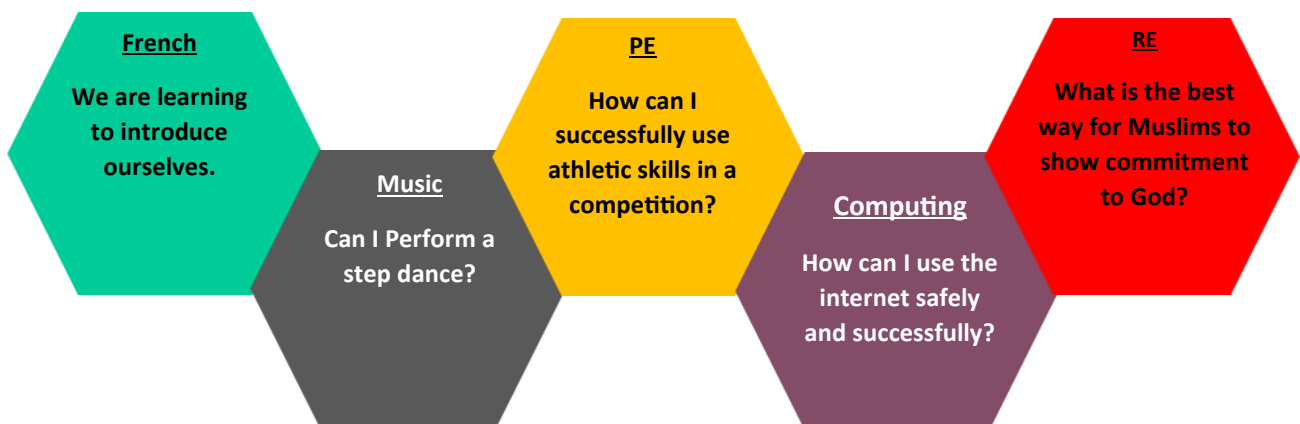 French
We are learning
to introduce
ourselves.
Music
Can I Perform a
step dance?
PE
How can I
successfully use
athletic skills in a
competition?
Computing
How can I use the
internet safely
and successfully?
RE
What is the best
way for Muslims to
show commitment
to God?